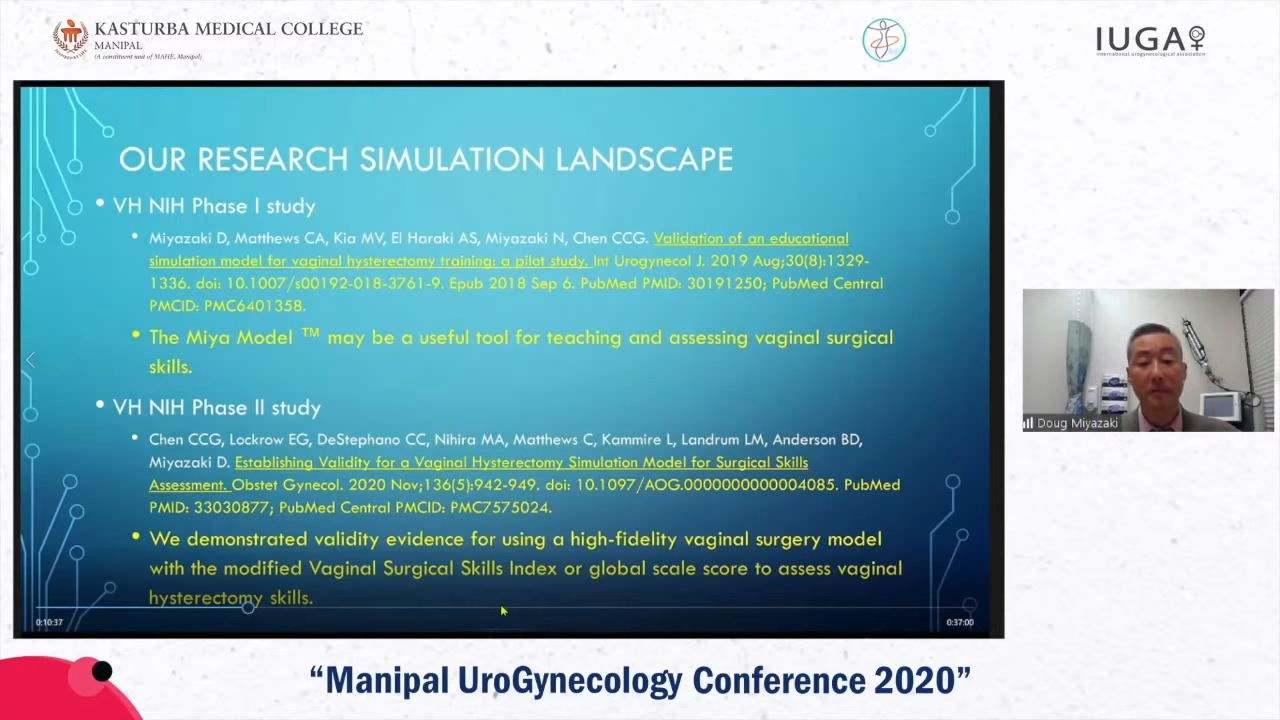 KASTURBA MEDICAL COLLEGE
MANIPAL
(A constituent unit of MAHE, Manipal)
IUGA
international urogynecological association
OUR RESEARCH SIMULATION LANDSCAPE
• VH NIH Phase I study
• Miyazaki D, Matthews CA, Kia MV, El Haraki AS, Miyazaki N, Chen CCG. Validation of an educational
simulation model for vaginal hysterectomy training: a pilot study. Int Urogynecol J. 2019 Aug;30(8):1329-
1336. doi: 10.1007/s00192-018-3761-9. Epub 2018 Sep 6. PubMed PMID: 30191250; PubMed Central
PMCID: PMC6401358.
• The Miya Model ™ may be a useful tool for teaching and assessing vaginal surgical
skills.
• VH NIH Phase II study
• Chen CCG, Lockrow EG, DeStephano CC, Nihira MA, Matthews C, Kammire L, Landrum LM, Anderson BD,
Miyazaki D. Establishing Validity for a Vaginal Hysterectomy Simulation Model for Surgical Skills
Assessment. Obstet Gynecol. 2020 Nov;136(5):942-949. doi: 10.1097/AOG.0000000000004085. PubMed
PMID: 33030877; PubMed Central PMCID: PMC7575024.
• We demonstrated validity evidence for using a high-fidelity vaginal surgery model
with the modified Vaginal Surgical Skills Index or global scale score to assess vaginal
hysterectomy skills.
0:10:37
0:37:00
Doug Miyazaki
“Manipal UroGynecology Conference 2020”